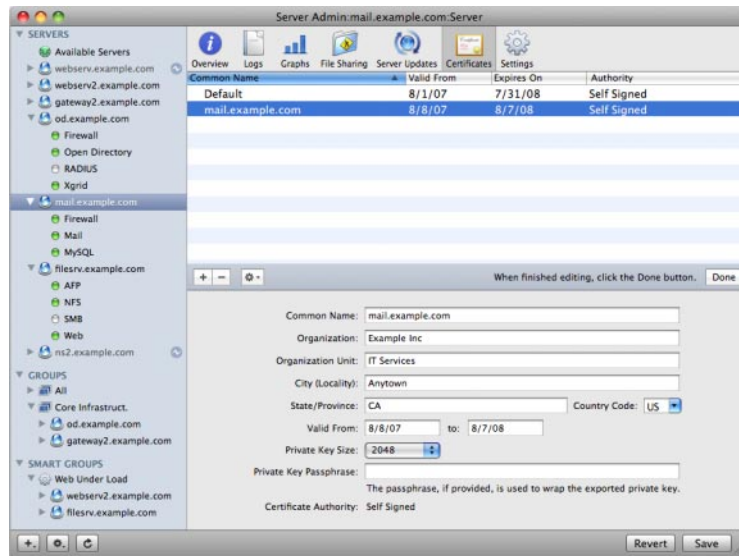 Server Admin:mail.example.com:Server
SERVERS
Available Servers
webserv.example.com
webserv2.example.com
gateway2.example.com
od.example.com
Firewall
Open Directory
RADIUS
Xgrid
mail.example.com
Firewall
Mail
MySQL
filesrv.example.com
AFP
NFS
SMB
Web
ns2.example.com
GROUPS
All
Core Infrastruct.
od.example.com
gateway2.example.com
SMART GROUPS
Web Under Load
webserv2.example.com
filesrv.example.com
Overview Logs Graphs File Sharing Server Updates Certificates Settings
Common Name Valid From Expires On Authority
Default 8/1/07 7/31/08 Self Signed
mail.example.com 8/8/07 8/7/08 Self Signed
When finished editing, click the Done button. Done
Common Name: mail.example.com
Organization: Example Inc
Organization Unit: IT Services
City (Locality): Anytown
State/Province: CA Country Code: US
Valid From: 8/8/07 to: 8/7/08
Private Key Size: 2048
Private Key Passphrase:
The passphrase, if provided, is used to wrap the exported private key.
Certificate Authority: Self Signed
Revert Save